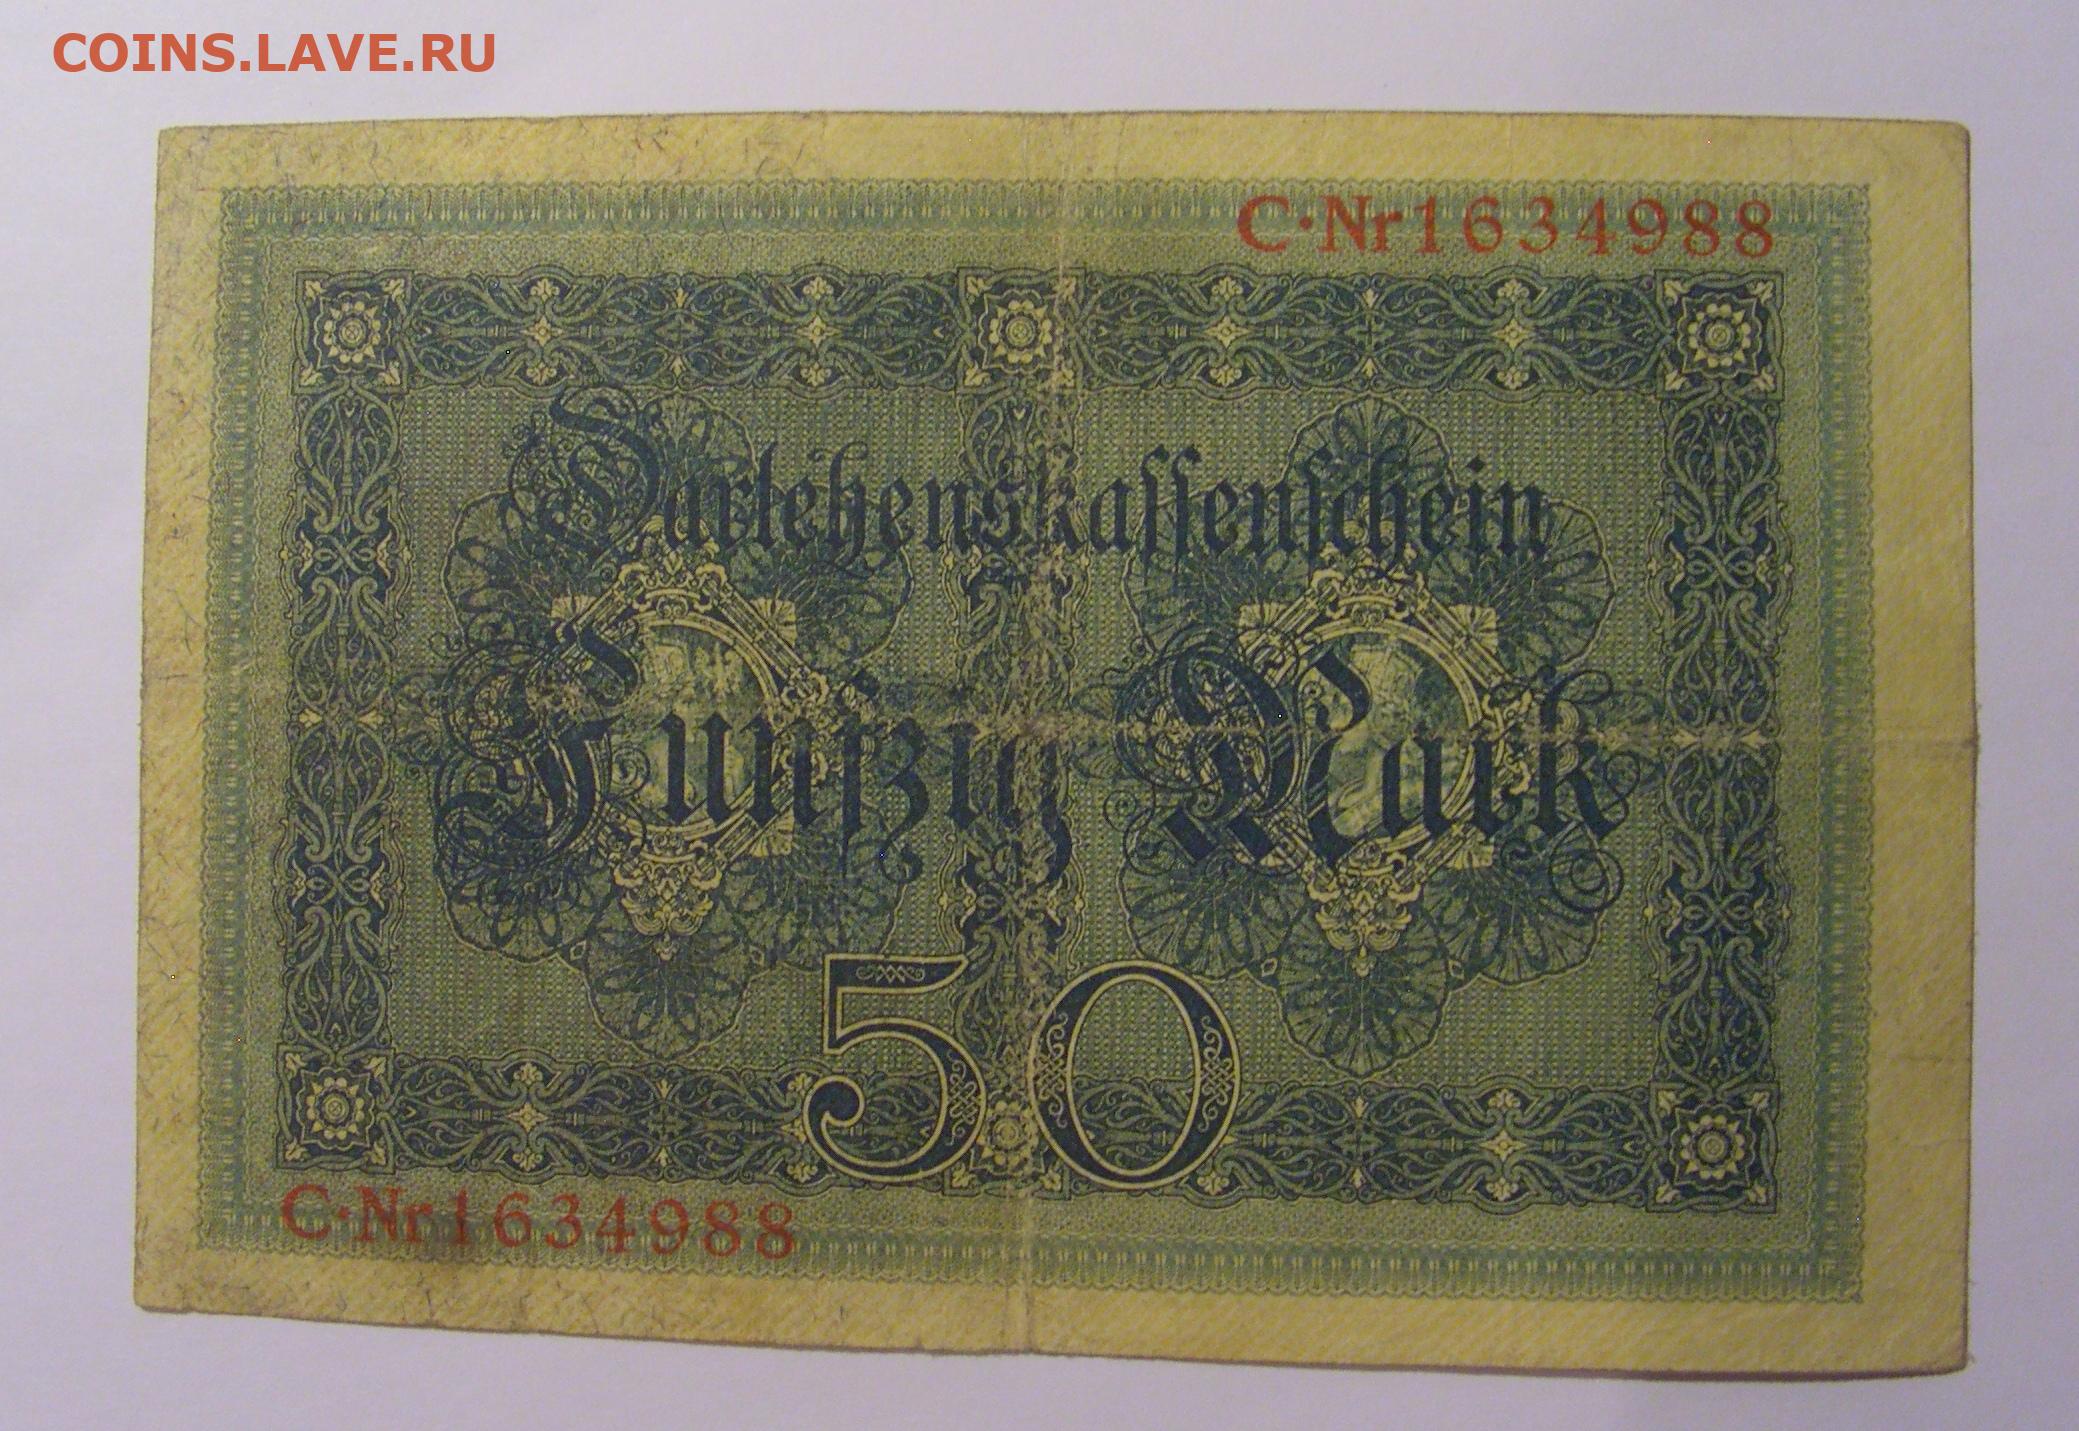 COINS.LAVE.RU
C·Nr1634988
Darlehenskaſſenſchein
Fünfzig Mark
50
C·Nr1634988